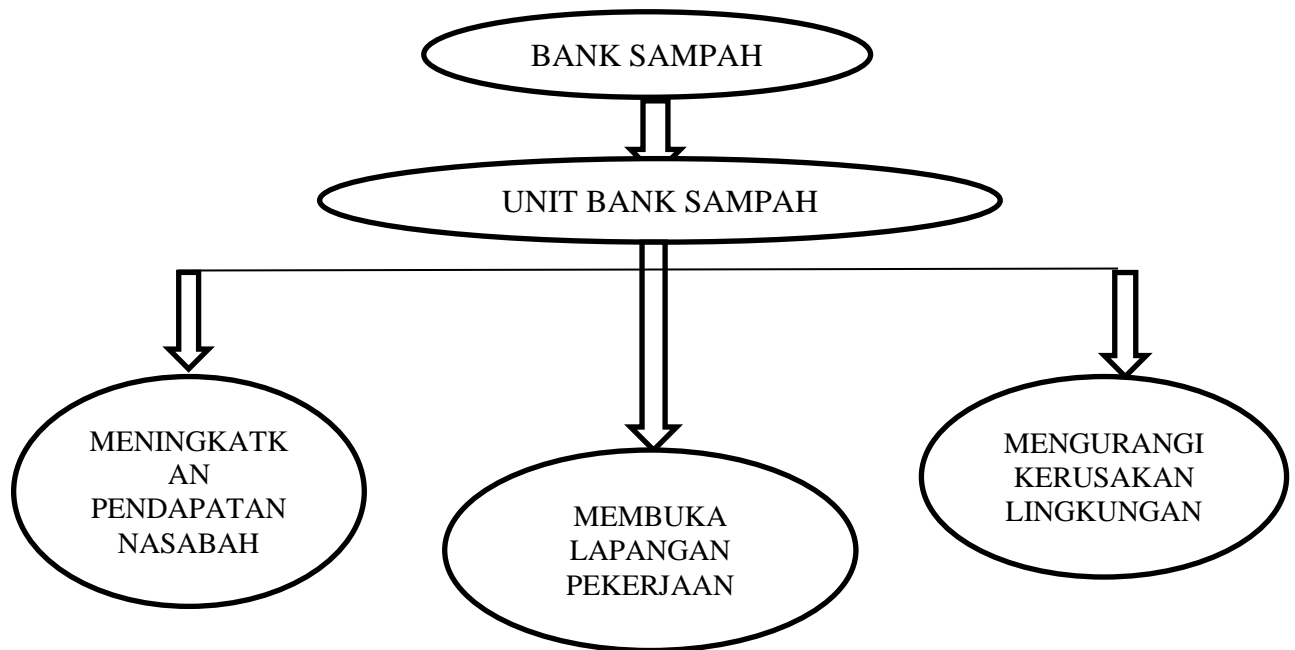 BANK SAMPAH
UNIT BANK SAMPAH
MENINGKATK
AN
PENDAPATAN
NASABAH
MEMBUKA
LAPANGAN
PEKERJAAN
MENGURANGI
KERUSAKAN
LINGKUNGAN